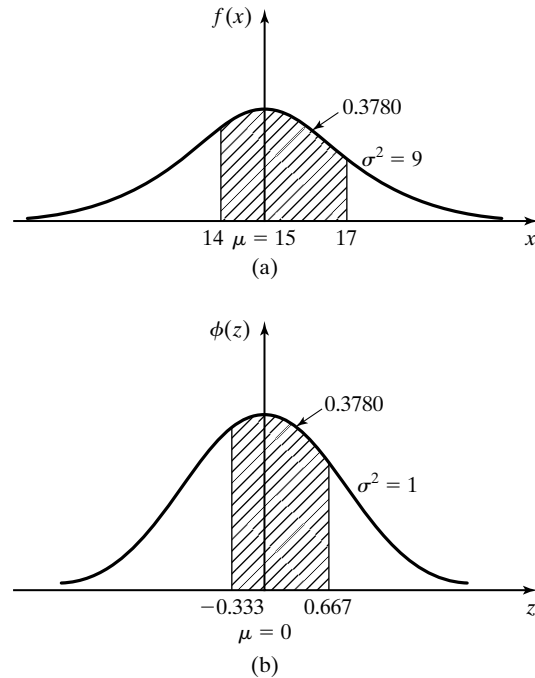 f(x)
0.3780
σ² = 9
14 μ = 15 17 x
(a)
ϕ(z)
0.3780
σ² = 1
−0.333 0.667 z
μ = 0
(b)